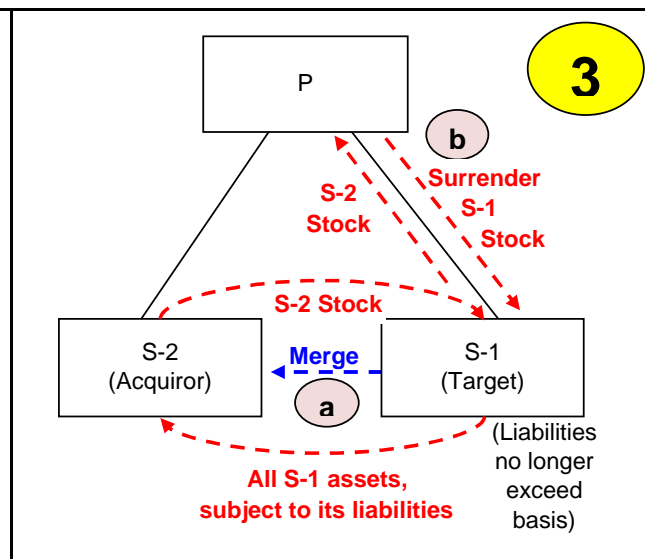 3
P
b
Surrender
S-1
Stock
S-2
Stock
S-2 Stock
S-2
(Acquiror)
Merge
a
S-1
(Target)
(Liabilities
no longer
exceed
basis)
All S-1 assets,
subject to its liabilities